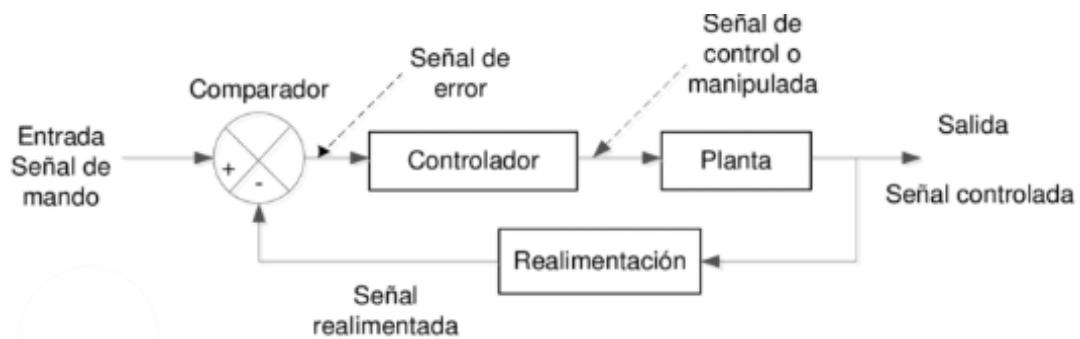 Entrada
Señal de
mando
Comparador
+
-
Señal de
error
Controlador
Señal de
control o
manipulada
Planta
Salida
Señal controlada
Realimentación
Señal
realimentada